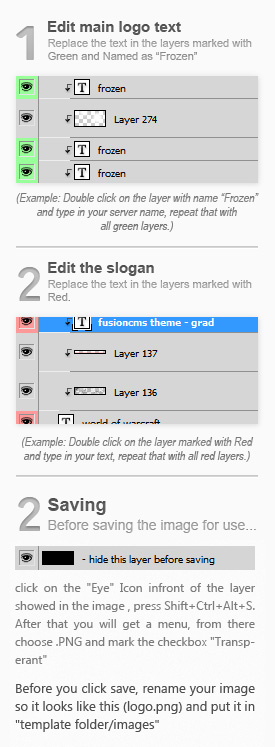 1 Edit main logo text
Replace the text in the layers marked with
Green and Named as “Frozen”
T frozen
Layer 274
T frozen
T frozen
(Example: Double click on the layer with name “Frozen”
and type in your server name, repeat that with
all green layers.)
2 Edit the slogan
Replace the text in the layers marked with
Red.
T fusioncms theme - grad
Layer 137
Layer 136
T world of warcraft
(Example: Double click on the layer marked with Red
and type in your text, repeat that with all red layers.)
2 Saving
Before saving the image for use...
- hide this layer before saving
click on the "Eye" Icon infront of the layer
showed in the image , press Shift+Ctrl+Alt+S.
After that you will get a menu, from there
choose .PNG and mark the checkbox "Transp-
erant"
Before you click save, rename your image
so it looks like this (logo.png) and put it in
"template folder/images"